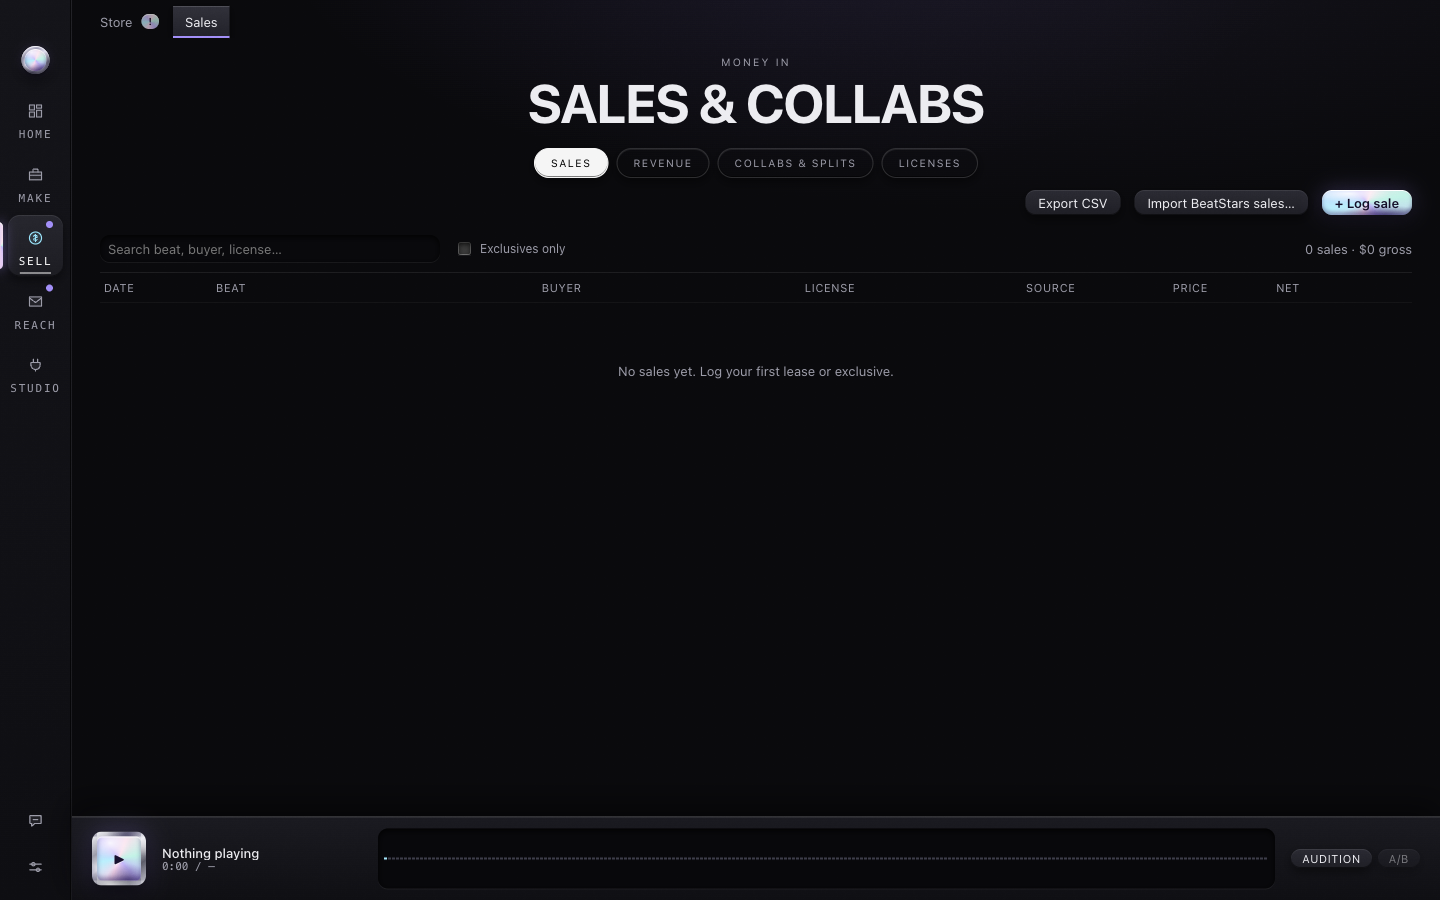 Store !
Sales
HOME
MAKE
SELL
REACH
STUDIO
MONEY IN
SALES & COLLABS
SALES
REVENUE
COLLABS & SPLITS
LICENSES
Export CSV
Import BeatStars sales...
+ Log sale
Search beat, buyer, license...
Exclusives only
0 sales · $0 gross
DATE BEAT BUYER LICENSE SOURCE PRICE NET
No sales yet. Log your first lease or exclusive.
Nothing playing
0:00 / —
AUDITION
A/B